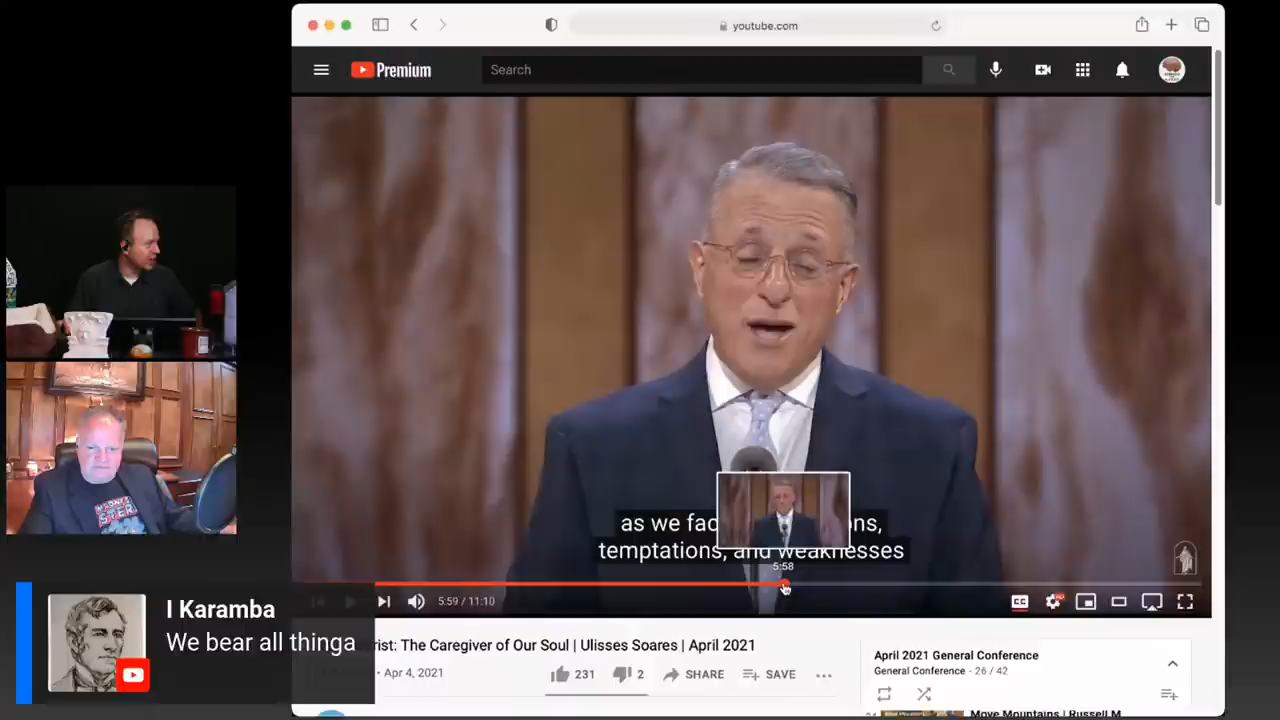 youtube.com
Premium
Search
as we fac
ons,
temptations, and weaknesses
5:58
5:59 / 11:10
CC
HD
rist: The Caregiver of Our Soul | Ulisses Soares | April 2021
• Apr 4, 2021
231
2
SHARE
SAVE
April 2021 General Conference
General Conference - 26 / 42
Move Mountains | Russell M
I Karamba
We bear all thinga